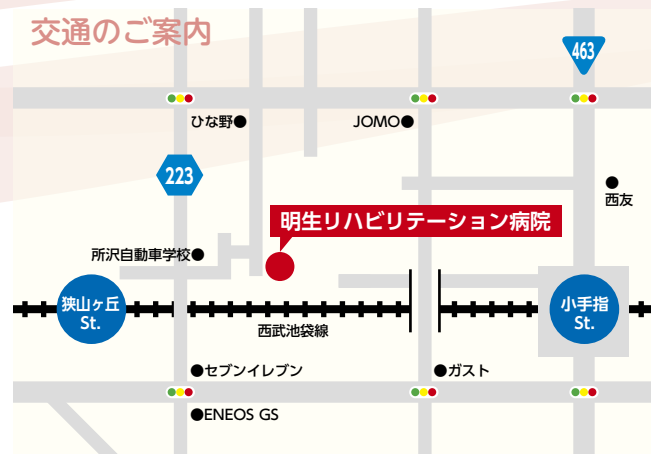 交通のご案内
463
ひな野●
JOMO●
223
西友
明生リハビリテーション病院
所沢自動車学校●
狭山ヶ丘
St.
小手指
St.
西武池袋線
●セブンイレブン
●ガスト
●ENEOS GS